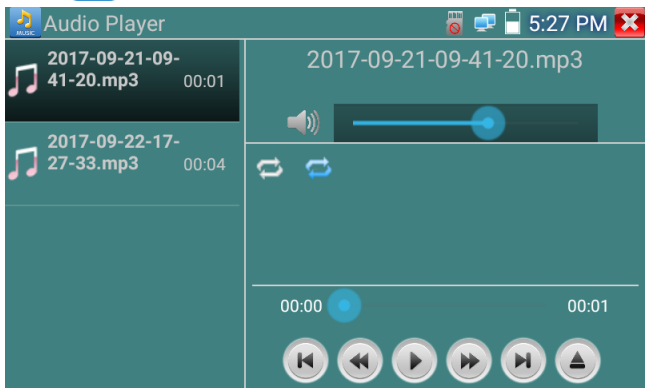 Audio Player
5:27 PM
MUSIC
2017-09-21-09-
41-20.mp3 00:01
2017-09-22-17-
27-33.mp3 00:04
2017-09-21-09-41-20.mp3
00:00 00:01